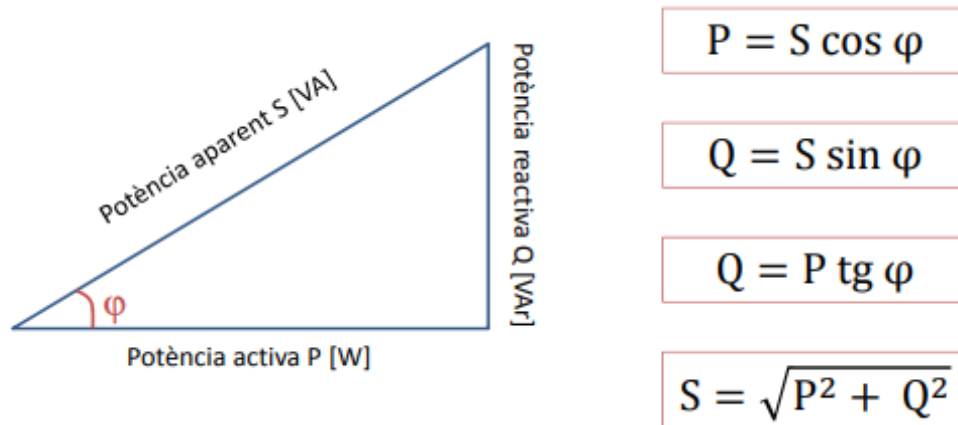 Potència aparent S [VA]
Potència reactiva Q [VAr]
φ
Potència activa P [W]
P = S cos φ
Q = S sin φ
Q = P tg φ
S = √P² + Q²